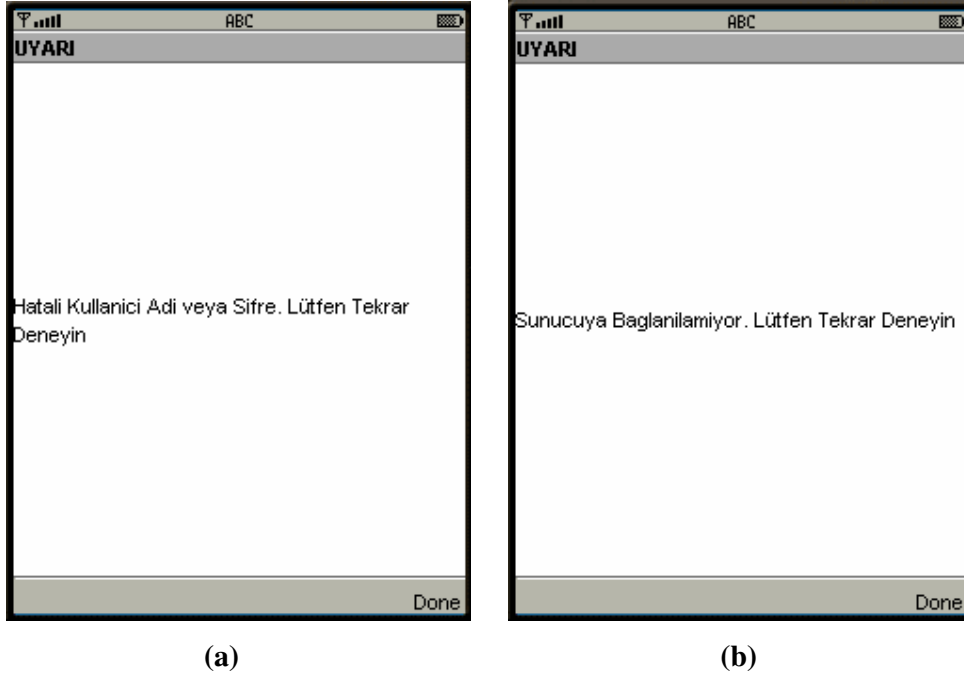 ABC
UYARI
Hatali Kullanici Adi veya Sifre. Lütfen Tekrar
Deneyin
Done
(a)
ABC
UYARI
Sunucuya Baglanilamiyor. Lütfen Tekrar Deneyin
Done
(b)